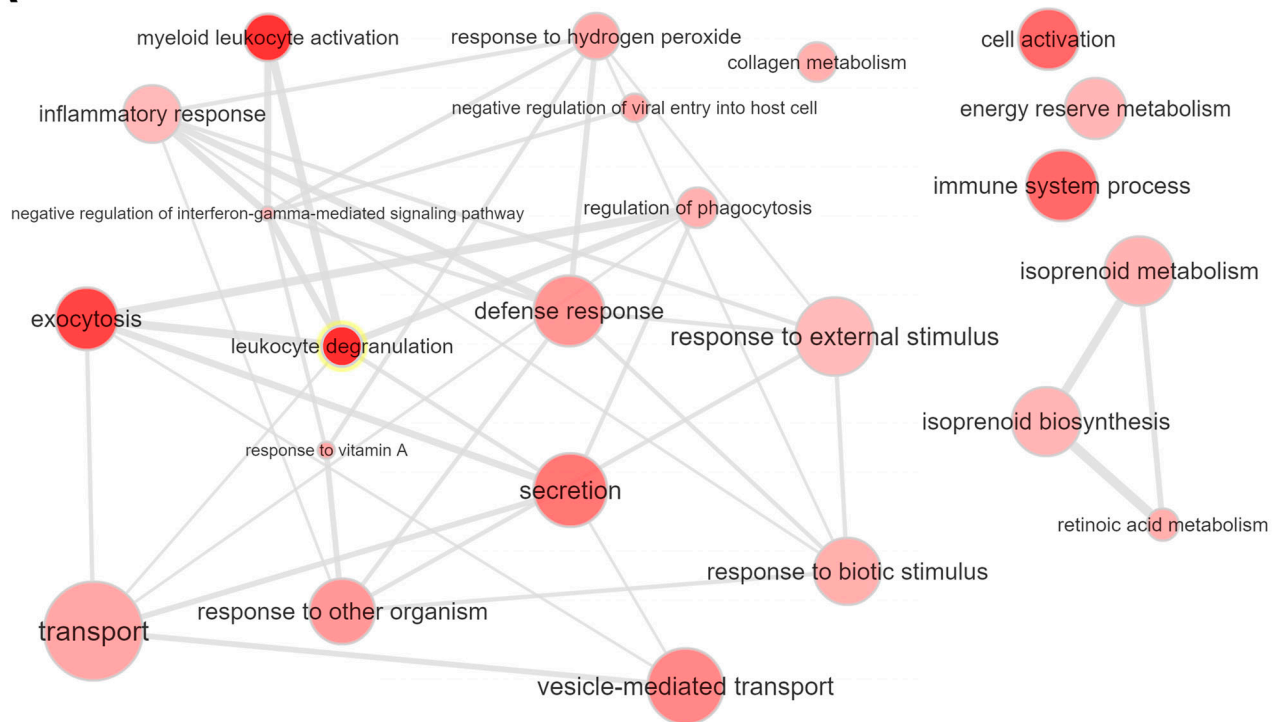 myeloid leukocyte activation
response to hydrogen peroxide
cell activation
collagen metabolism
inflammatory response
negative regulation of viral entry into host cell
energy reserve metabolism
immune system process
negative regulation of interferon-gamma-mediated signaling pathway
regulation of phagocytosis
isoprenoid metabolism
exocytosis
defense response
response to external stimulus
leukocyte degranulation
isoprenoid biosynthesis
response to vitamin A
secretion
retinoic acid metabolism
response to biotic stimulus
response to other organism
transport
vesicle-mediated transport